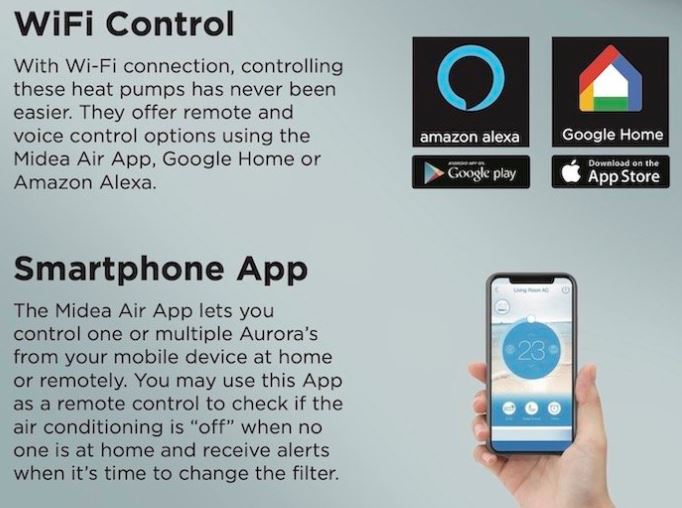 WiFi Control
With Wi-Fi connection, controlling
these heat pumps has never been
easier. They offer remote and
voice control options using the
Midea Air App, Google Home or
Amazon Alexa.
amazon alexa
Google Home
ANDROID APP ON
Google play
Download on the
App Store
Smartphone App
The Midea Air App lets you
control one or multiple Aurora’s
from your mobile device at home
or remotely. You may use this App
as a remote control to check if the
air conditioning is “off” when no
one is at home and receive alerts
when it’s time to change the filter.
Living Room AC
23